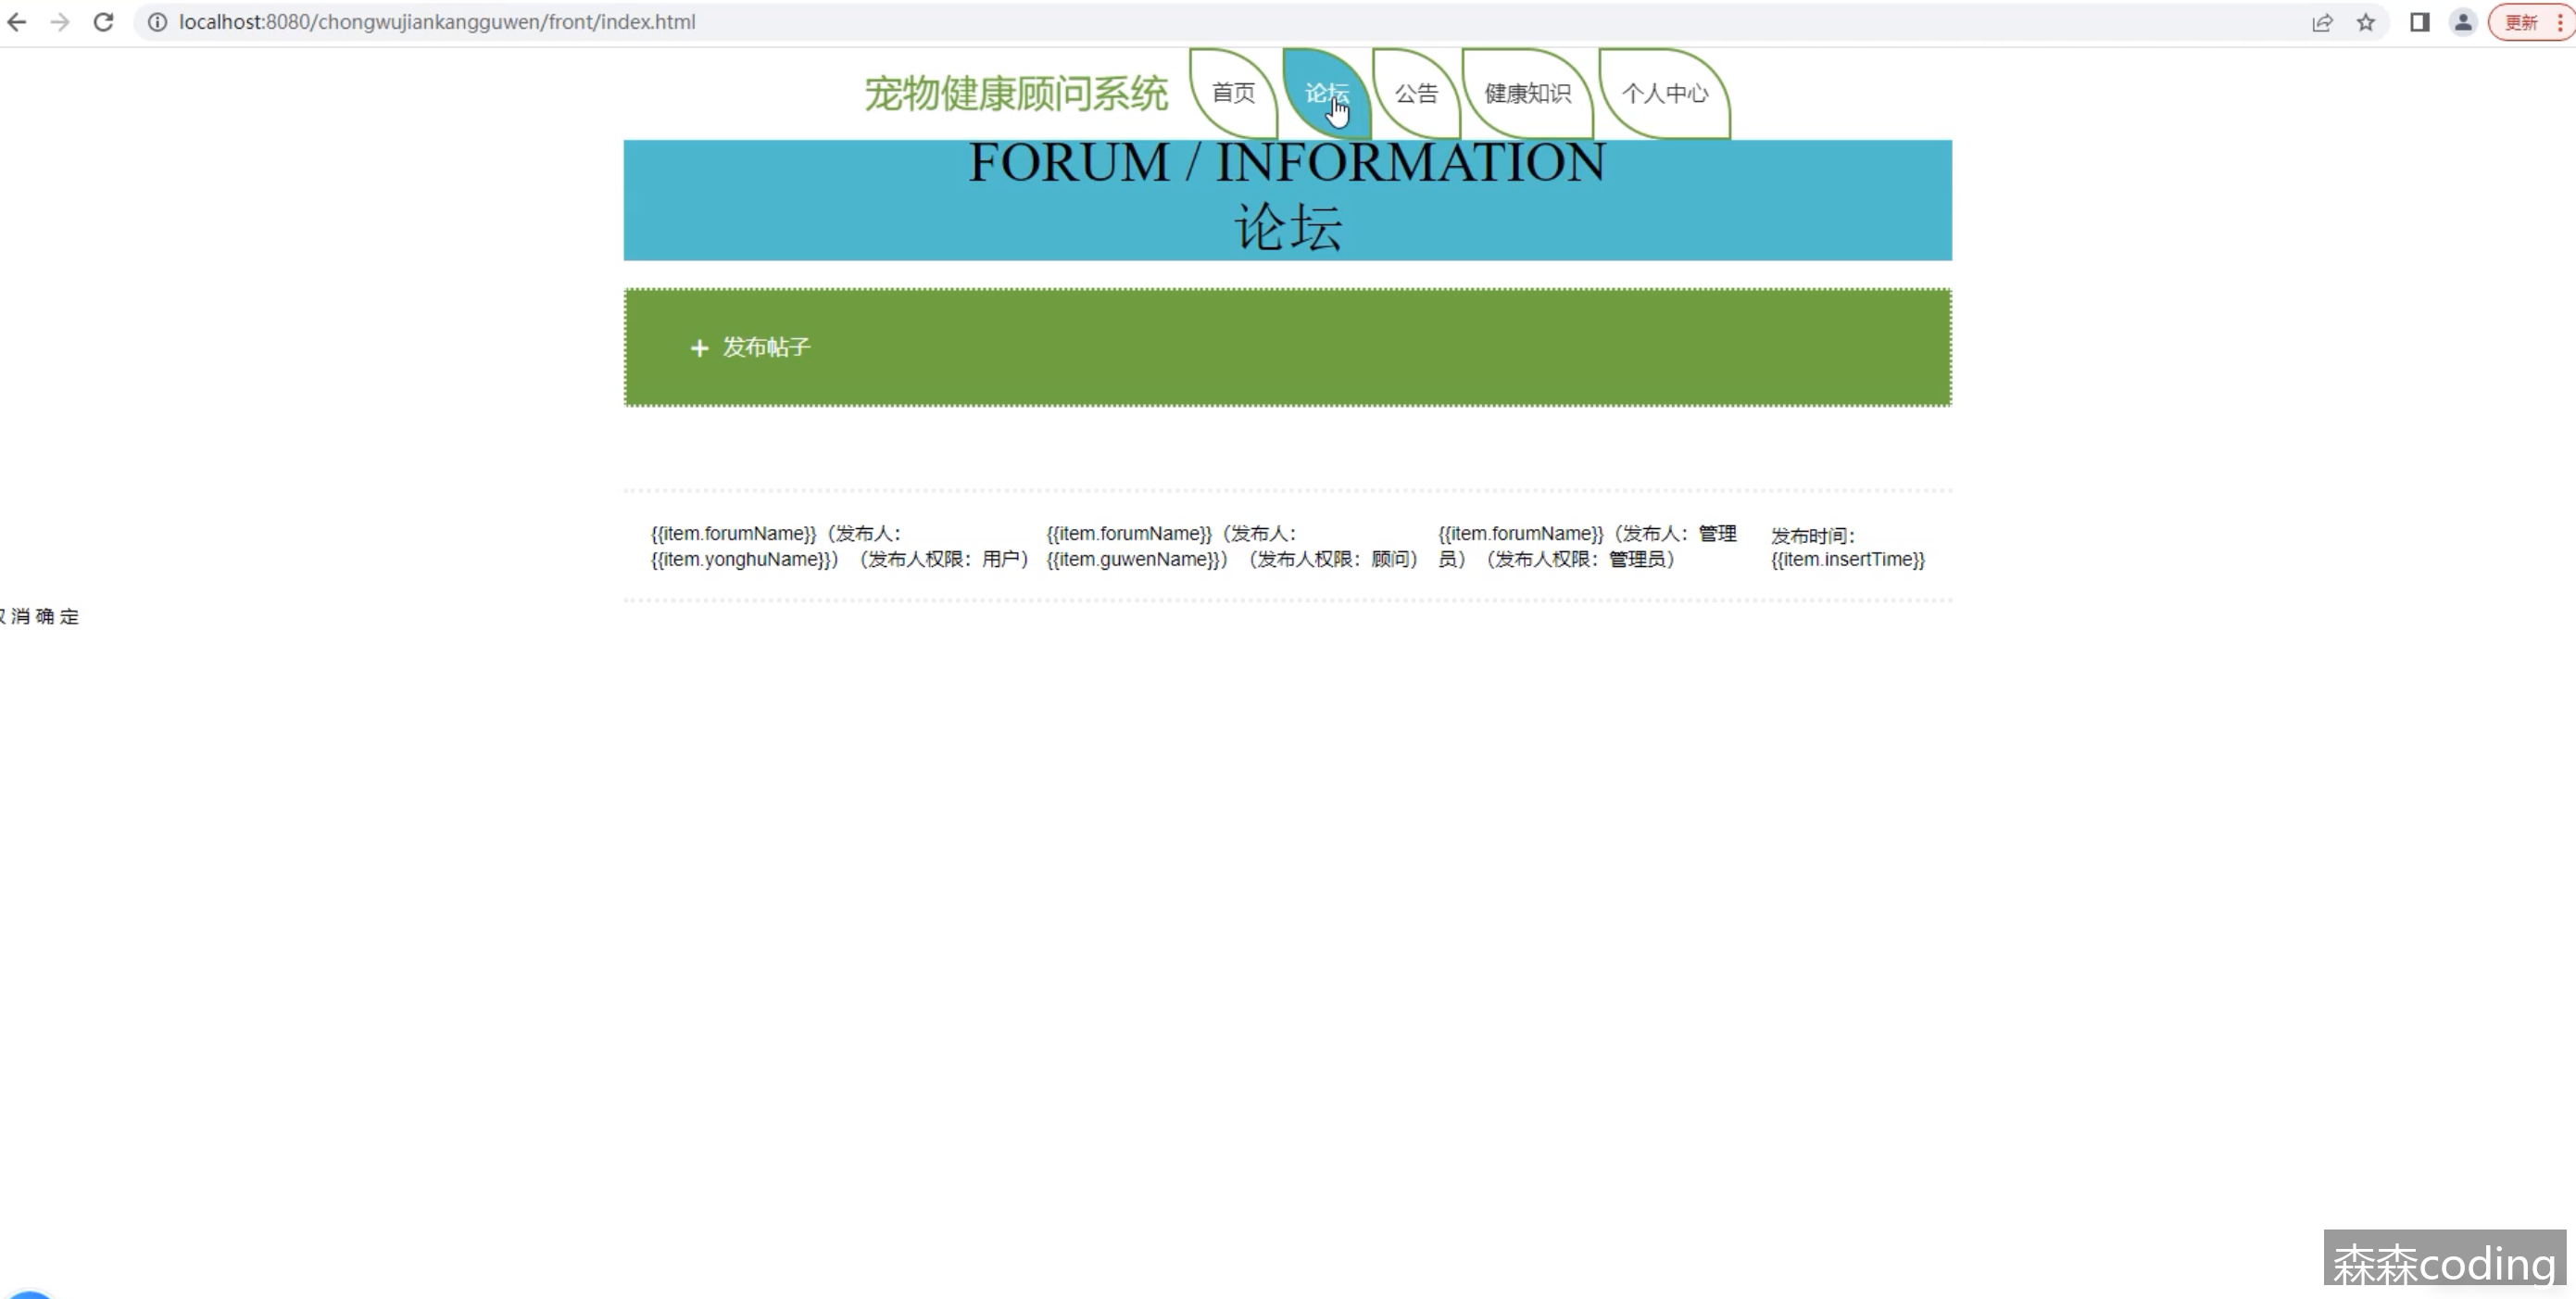 localhost:8080/chongwujiankangguwen/front/index.html
更新
宠物健康顾问系统
首页
论坛
公告
健康知识
个人中心
FORUM / INFORMATION
论坛
+ 发布帖子
{{item.forumName}}（发布人：
{{item.yonghuName}}）（发布人权限：用户）
{{item.forumName}}（发布人：
{{item.guwenName}}）（发布人权限：顾问）
{{item.forumName}}（发布人：管理
员）（发布人权限：管理员）
发布时间：
{{item.insertTime}}
消 确 定
森森coding